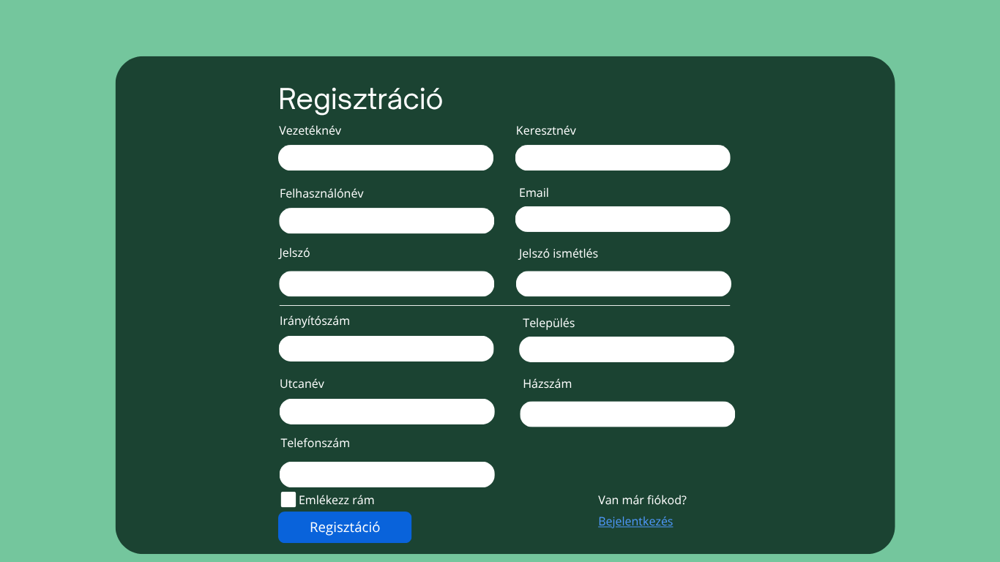 Regisztráció
Vezetéknév
Keresztnév
Felhasználónév
Email
Jelszó
Jelszó ismétlés
Irányítószám
Település
Utcanév
Házszám
Telefonszám
Emlékezz rám
Van már fiókod?
Regisztáció
Bejelentkezés